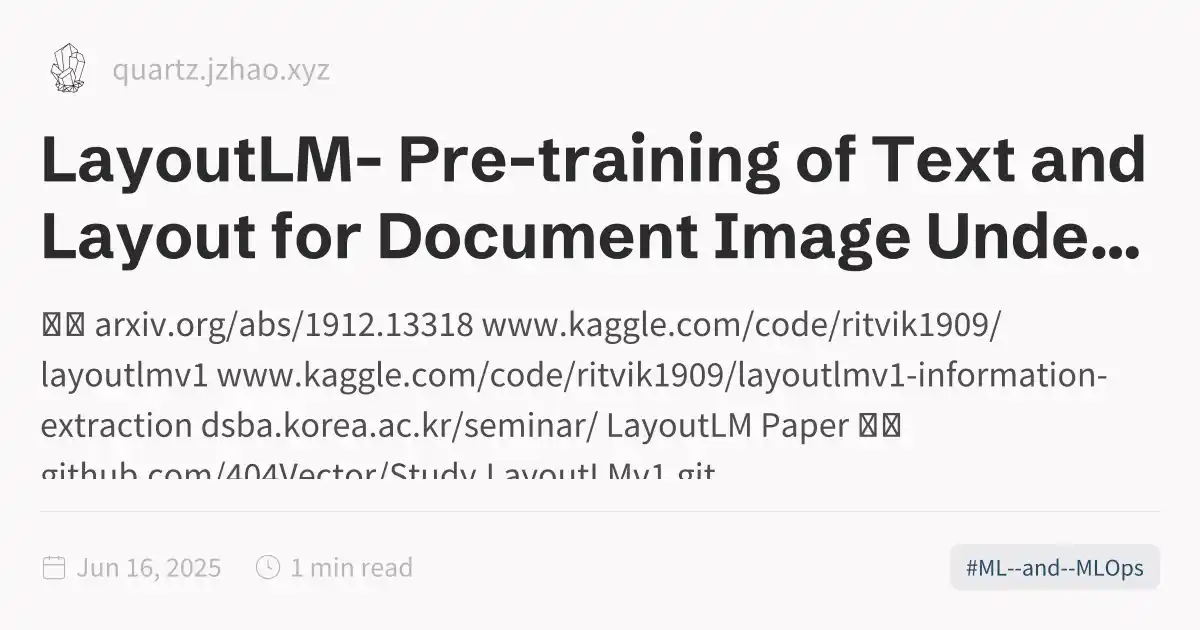 quartz.jzhao.xyz
LayoutLM- Pre-training of Text and
Layout for Document Image Unde...
arxiv.org/abs/1912.13318 www.kaggle.com/code/ritvik1909/
layoutlmv1 www.kaggle.com/code/ritvik1909/layoutlmv1-information-
extraction dsba.korea.ac.kr/seminar/ LayoutLM Paper
github.com/404Vector/Study.LayoutLMv1.git
Jun 16, 2025 1 min read
#ML--and--MLOps